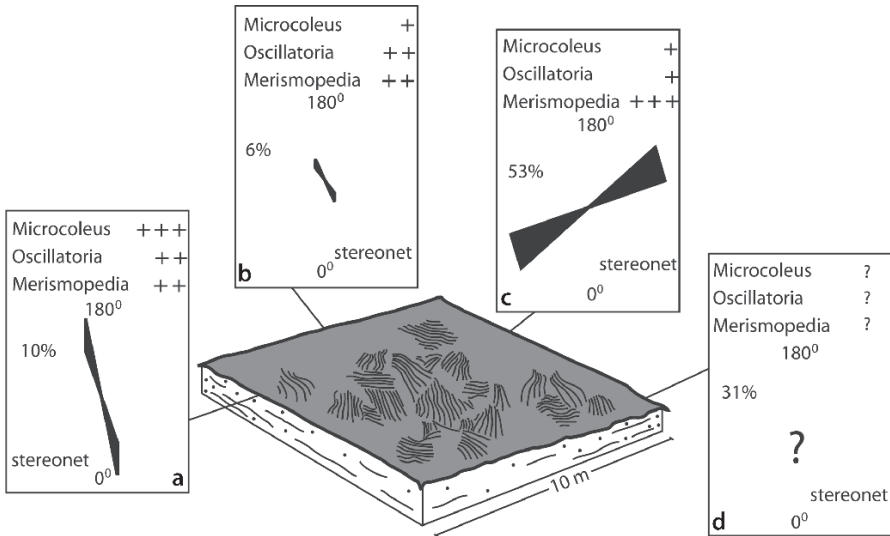 Microcoleus +++
Oscillatoria ++
Merismopedia ++
180⁰
10%
stereonet
0⁰
a
Microcoleus +
Oscillatoria ++
Merismopedia ++
180⁰
6%
stereonet
b
0⁰
Microcoleus +
Oscillatoria +
Merismopedia +++
180⁰
53%
stereonet
c
0⁰
Microcoleus ?
Oscillatoria ?
Merismopedia ?
180⁰
31%
?
stereonet
d
0⁰
10 m